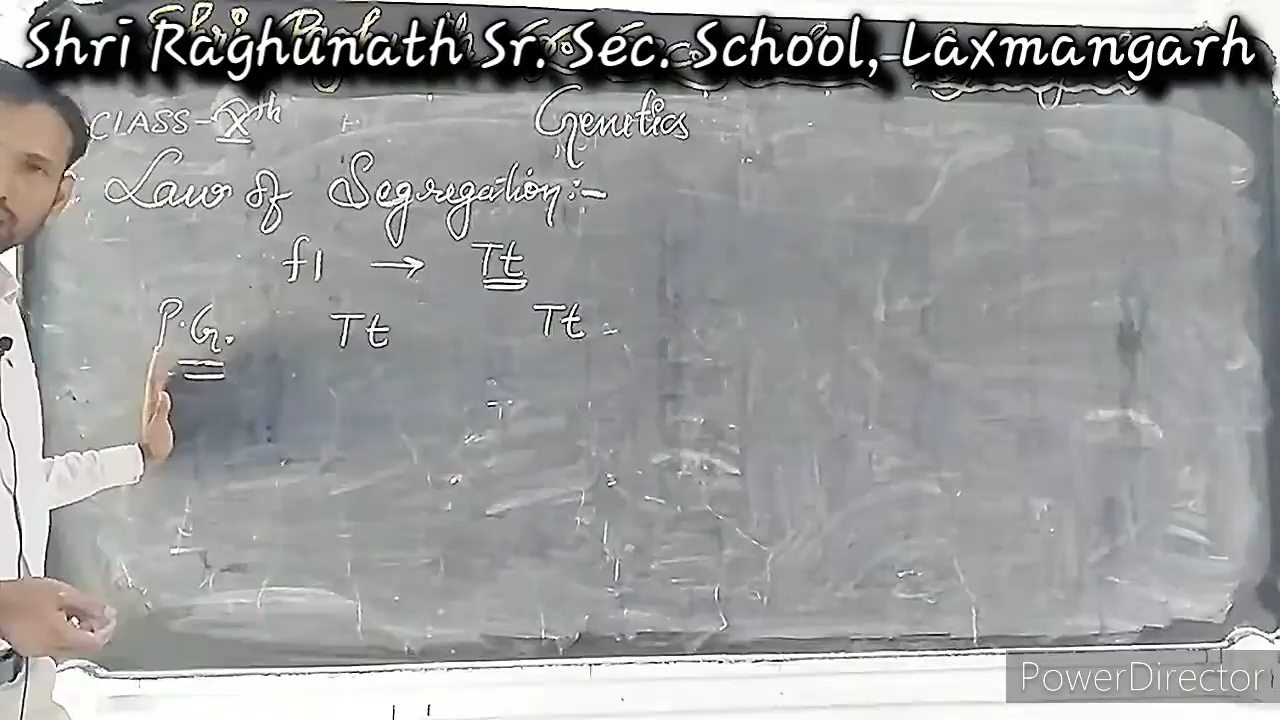 Shri Raghunath Sr. Sec. School, Laxmangarh
CLASS-Xth
Genetics
Law of Segregation:-
f1 → Tt
P.G. Tt Tt
PowerDirector